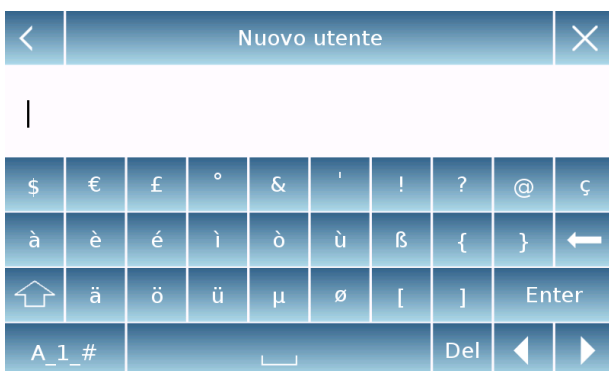 Nuovo utente
$ € £ ° & ' ! ? @ ç
à è é ì ò ù ß { }
ä ö ü µ ø [ ] Enter
A_1_# Del